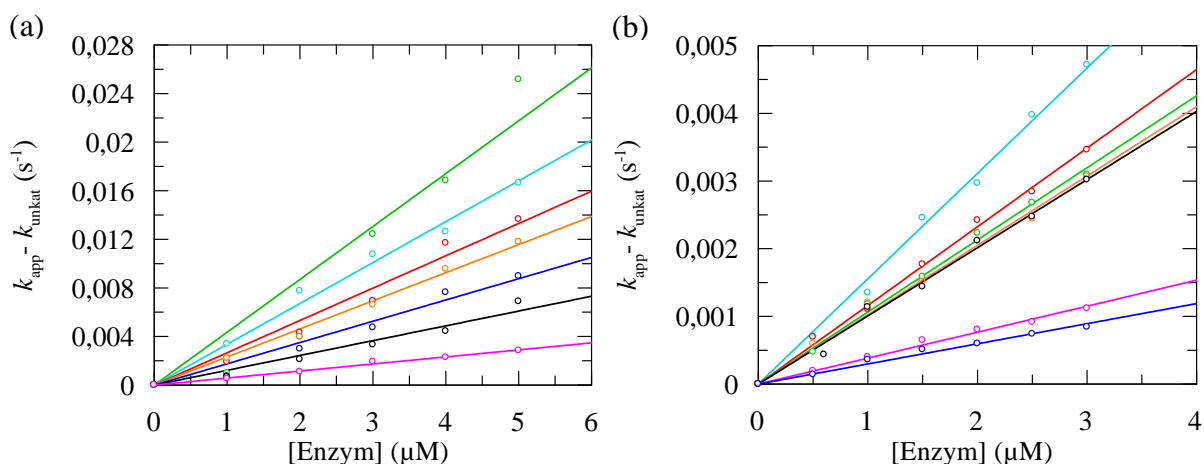 (a)
k_app- k_unkat (s^-1)
0,028
0,024
0,02
0,016
0,012
0,008
0,004
0
0 1 2 3 4 5 6
[Enzym] (µM)
(b)
k_app- k_unkat (s^-1)
0,005
0,004
0,003
0,002
0,001
0
0 1 2 3 4
[Enzym] (µM)